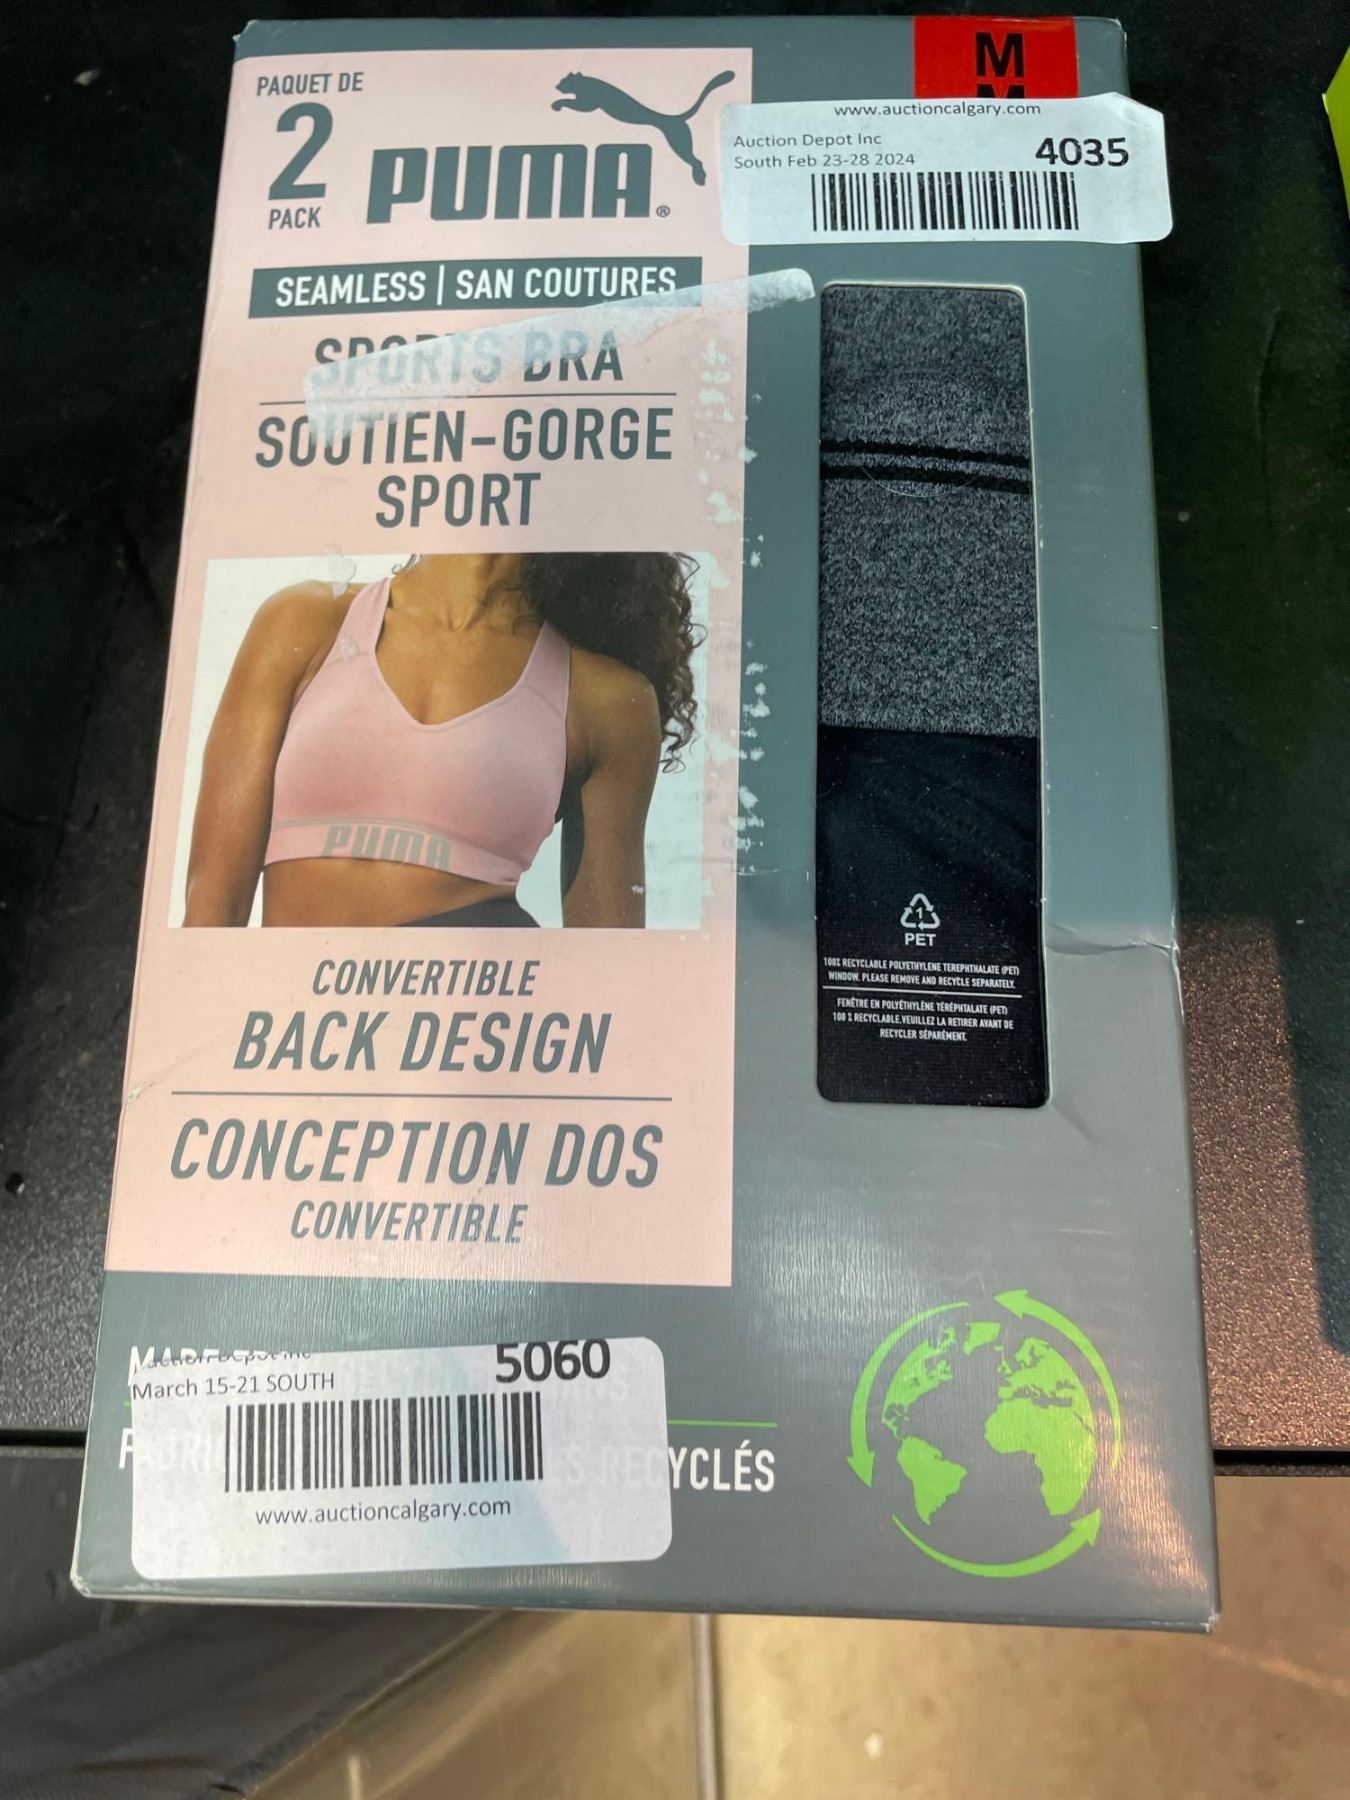 PAQUET DE
2
PACK
PUMA®
M
www.auctioncalgary.com
Auction Depot Inc
South Feb 23-28 2024
4035
SEAMLESS | SAN COUTURES
SPORTS BRA
SOUTIEN-GORGE
SPORT
PUMA
CONVERTIBLE
BACK DESIGN
CONCEPTION DOS
CONVERTIBLE
1
PET
100% RECYCLABLE POLYETHYLENE TEREPHTHALATE (PET)
WINDOW. PLEASE REMOVE AND RECYCLE SEPARATELY.
FENÊTRE EN POLYÉTHYLÈNE TÉRÉPHTALATE (PET)
100 % RECYCLABLE.VEUILLEZ LA RETIRER AVANT DE
RECYCLER SÉPARÉMENT.
5060
March 15-21 SOUTH
www.auctioncalgary.com
RECYCLÉS